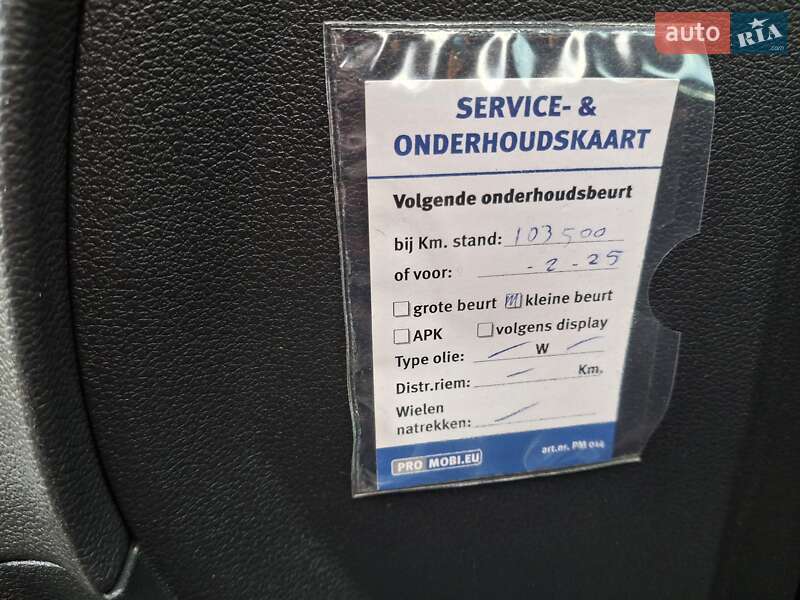 auto RIA
SERVICE- &
ONDERHOUDSKAART
Volgende onderhoudsbeurt
bij Km. stand: 103500
of voor: - 2 - 25
grote beurt kleine beurt
APK volgens display
Type olie: — W —
Distr.riem: — Km.
Wielen
natrekken: —
PRO MOBI.EU art.nr. PM 014